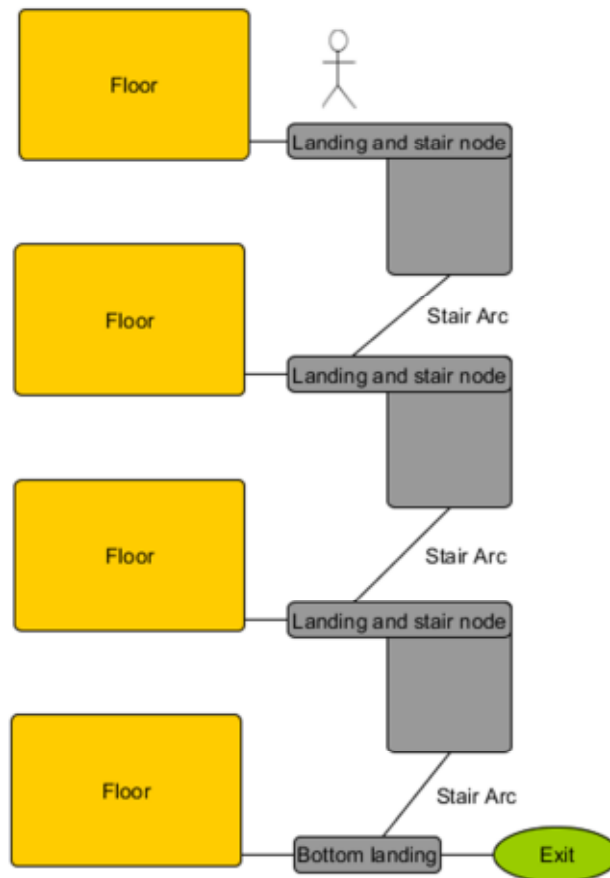 Floor
Landing and stair node
Stair Arc
Floor
Landing and stair node
Stair Arc
Floor
Landing and stair node
Stair Arc
Floor
Bottom landing
Exit